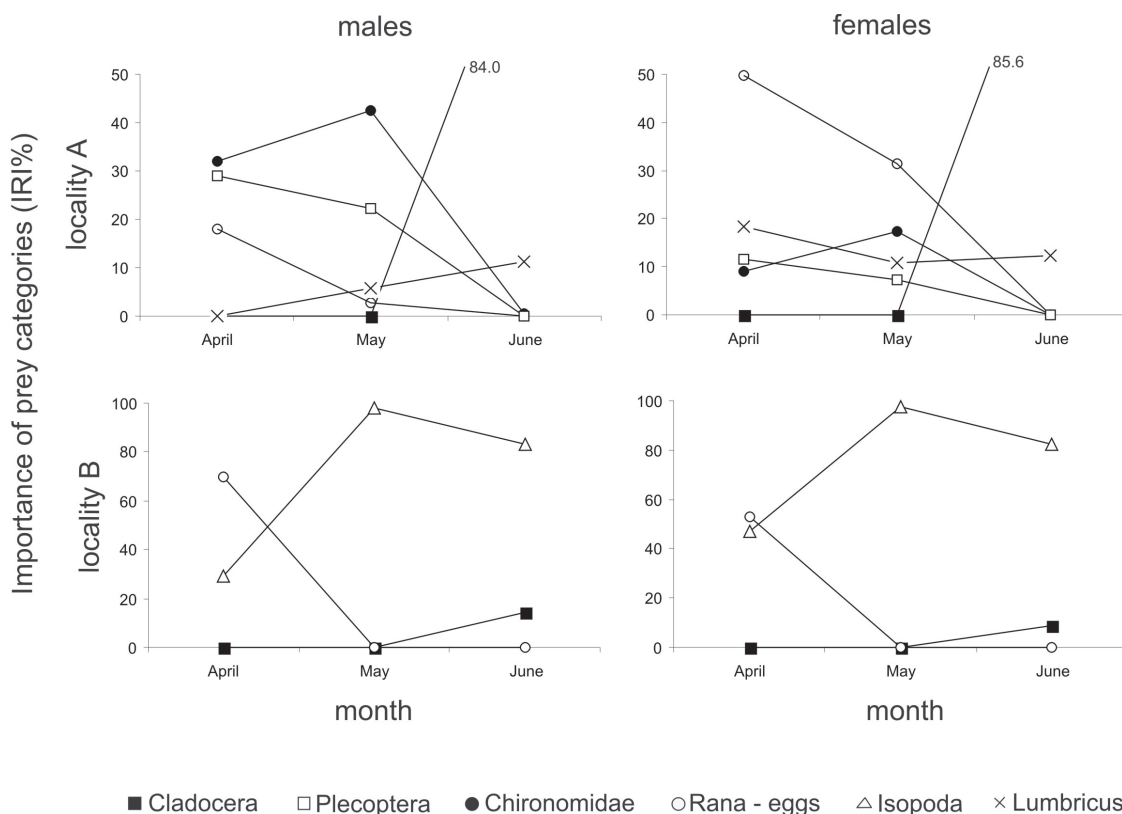 males
females
Importance of prey categories (IRI%)
locality A
84.0
50
40
30
20
10
0
April
May
June
85.6
50
40
30
20
10
0
April
May
June
locality B
100
80
60
40
20
0
April
May
June
month
100
80
60
40
20
0
April
May
June
month
Cladocera
Plecoptera
Chironomidae
Rana - eggs
Isopoda
Lumbricus